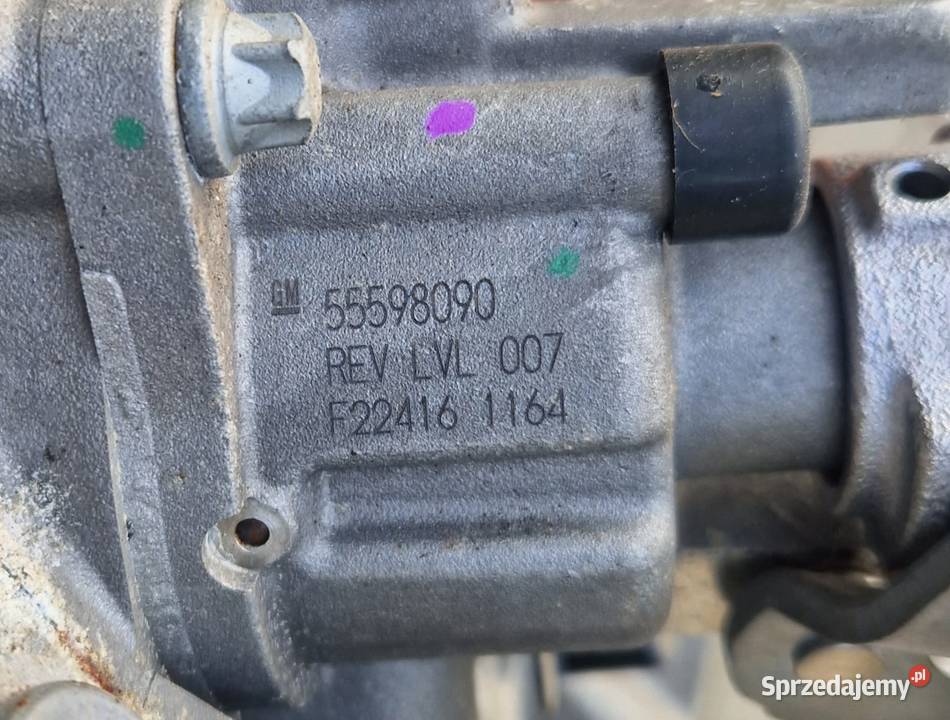 GM 55598090
REV LVL 007
F22416 1164
Sprzedajemy.pl